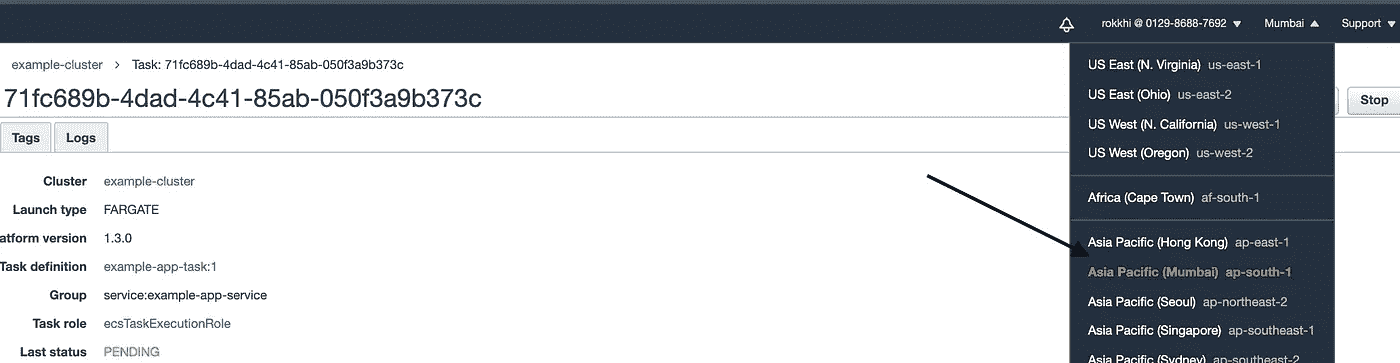 rokkhi @ 0129-8688-7692 Mumbai Support
example-cluster > Task: 71fc689b-4dad-4c41-85ab-050f3a9b373c
71fc689b-4dad-4c41-85ab-050f3a9b373c
Stop
Tags Logs
Cluster example-cluster
Launch type FARGATE
atform version 1.3.0
Task definition example-app-task:1
Group service:example-app-service
Task role ecsTaskExecutionRole
Last status PENDING
US East (N. Virginia) us-east-1
US East (Ohio) us-east-2
US West (N. California) us-west-1
US West (Oregon) us-west-2
Africa (Cape Town) af-south-1
Asia Pacific (Hong Kong) ap-east-1
Asia Pacific (Mumbai) ap-south-1
Asia Pacific (Seoul) ap-northeast-2
Asia Pacific (Singapore) ap-southeast-1
Asia Pacific (Sydney) ap-southeast-2